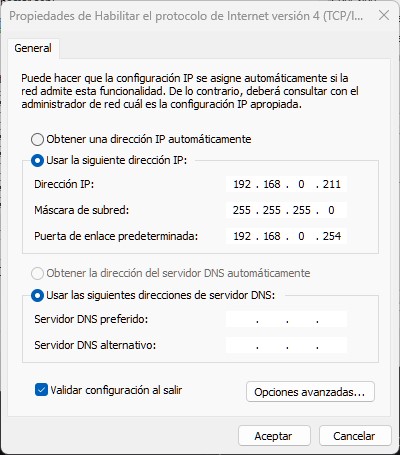 Propiedades de Habilitar el protocolo de Internet versión 4 (TCP/I...
General
Puede hacer que la configuración IP se asigne automáticamente si la
red admite esta funcionalidad. De lo contrario, deberá consultar con el
administrador de red cuál es la configuración IP apropiada.
Obtener una dirección IP automáticamente
Usar la siguiente dirección IP:
Dirección IP: 192 . 168 . 0 . 211
Máscara de subred: 255 . 255 . 255 . 0
Puerta de enlace predeterminada: 192 . 168 . 0 . 254
Obtener la dirección del servidor DNS automáticamente
Usar las siguientes direcciones de servidor DNS:
Servidor DNS preferido: . . .
Servidor DNS alternativo: . . .
Validar configuración al salir
Opciones avanzadas...
Aceptar Cancelar